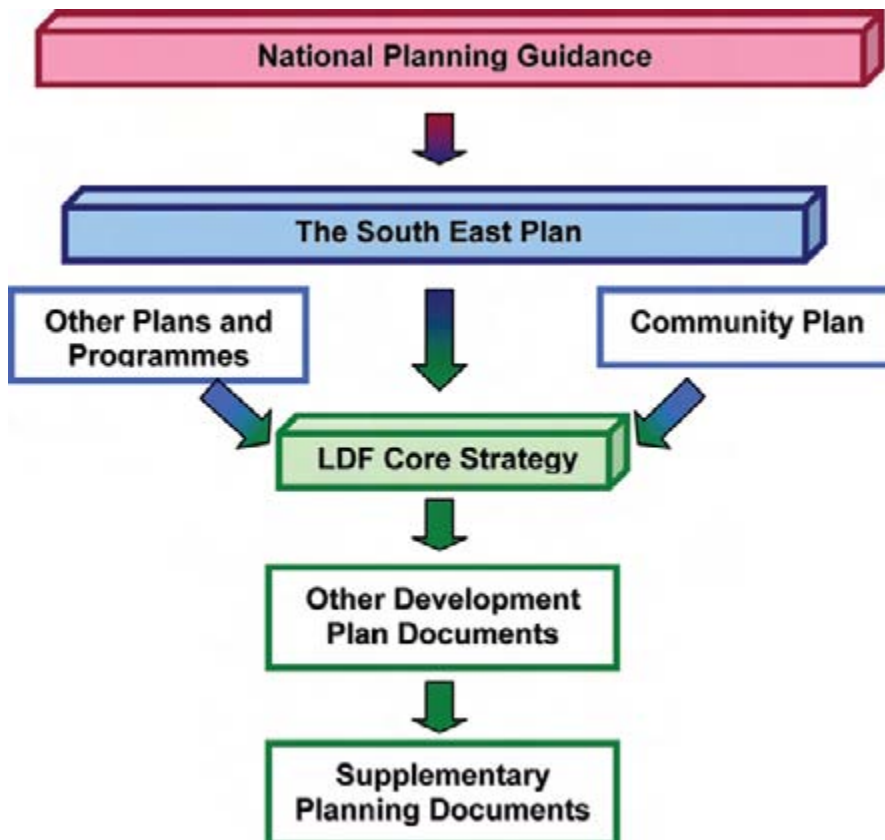 National Planning Guidance
The South East Plan
Other Plans and
Programmes
Community Plan
LDF Core Strategy
Other Development
Plan Documents
Supplementary
Planning Documents